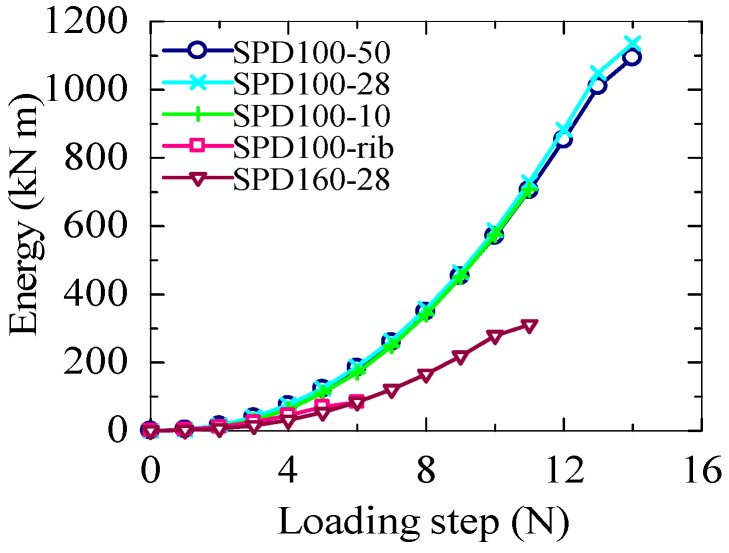 1200
1000
800
600
400
200
0
Energy (kN m)
SPD100-50
SPD100-28
SPD100-10
SPD100-rib
SPD160-28
0 4 8 12 16
Loading step (N)